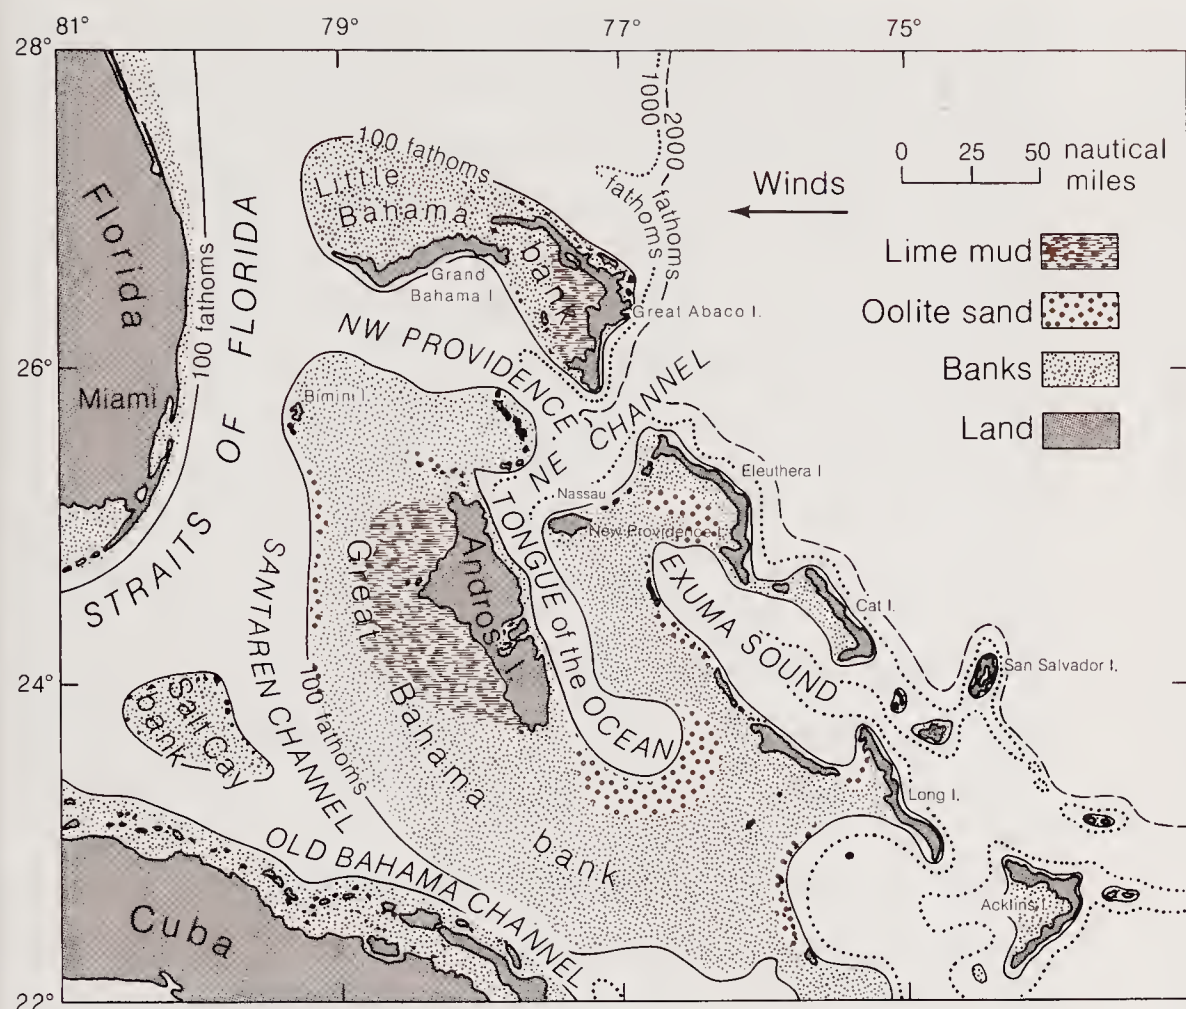 81°
79°
77°
75°
28°
26°
24°
22°
1000
2000
fathoms
fathoms
0 25 50 nautical
miles
Winds
Lime mud
Oolite sand
Banks
Land
100 fathoms
Little
Bahama
bank
Grand
Bahama I
Great Abaco I.
Florida
Miami
100 fathoms
STRAITS OF FLORIDA
NW PROVIDENCE CHANNEL
NE
Bimini I.
Eleuthera I
Nassau
New Providence I.
TONGUE of the OCEAN
Andros I.
Great Bahama bank
EXUMA SOUND
Cat I.
San Salvador I.
Long I.
Acklins I.
SANTAREN CHANNEL
100 fathoms
Sall Cay
bank
OLD BAHAMA CHANNEL
Cuba